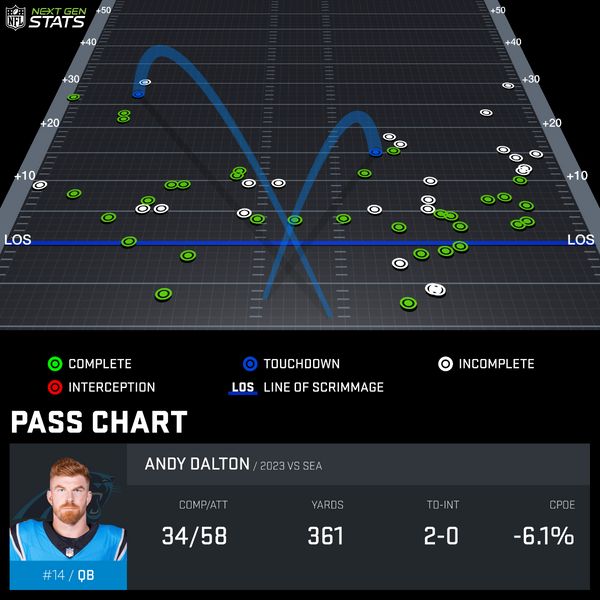 NFL NEXT GEN STATS
+50 +50
+40 +40
+30 +30
+20 +20
+10 +10
LOS LOS
COMPLETE TOUCHDOWN INCOMPLETE
INTERCEPTION LOS LINE OF SCRIMMAGE
PASS CHART
ANDY DALTON / 2023 VS SEA
COMP/ATT YARDS TD-INT CPOE
34/58 361 2-0 -6.1%
#14 / QB